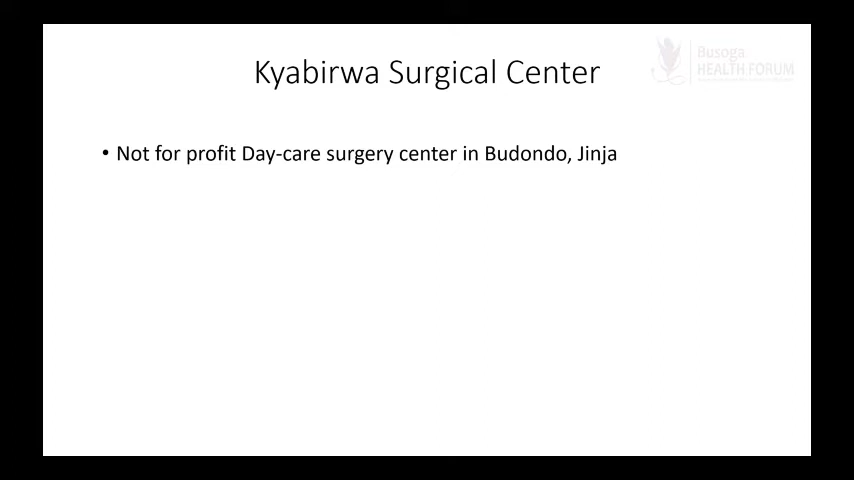 Kyabirwa Surgical Center
Busoga
HEALTH FORUM
• Not for profit Day-care surgery center in Budondo, Jinja